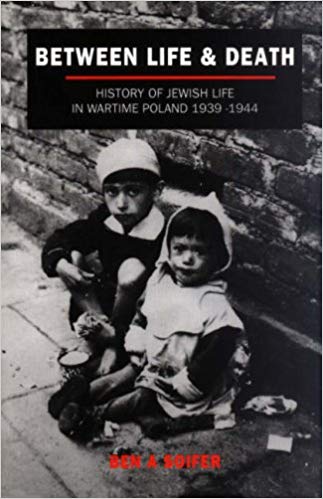 BETWEEN LIFE & DEATH
HISTORY OF JEWISH LIFE
IN WARTIME POLAND 1939 -1944
BEN A SOIFER